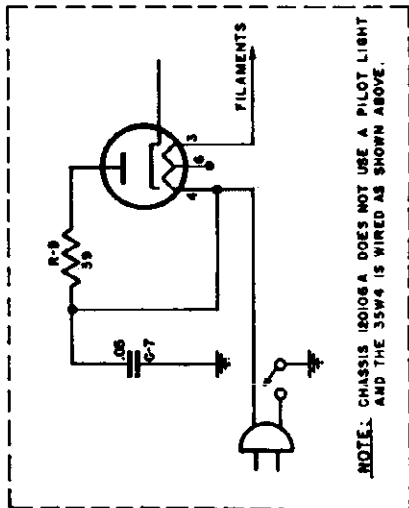 R-9
39
.05
C-7
4
6
3
FILAMENTS
NOTE: CHASSIS 120106A DOES NOT USE A PILOT LIGHT
AND THE 35W4 IS WIRED AS SHOWN ABOVE.